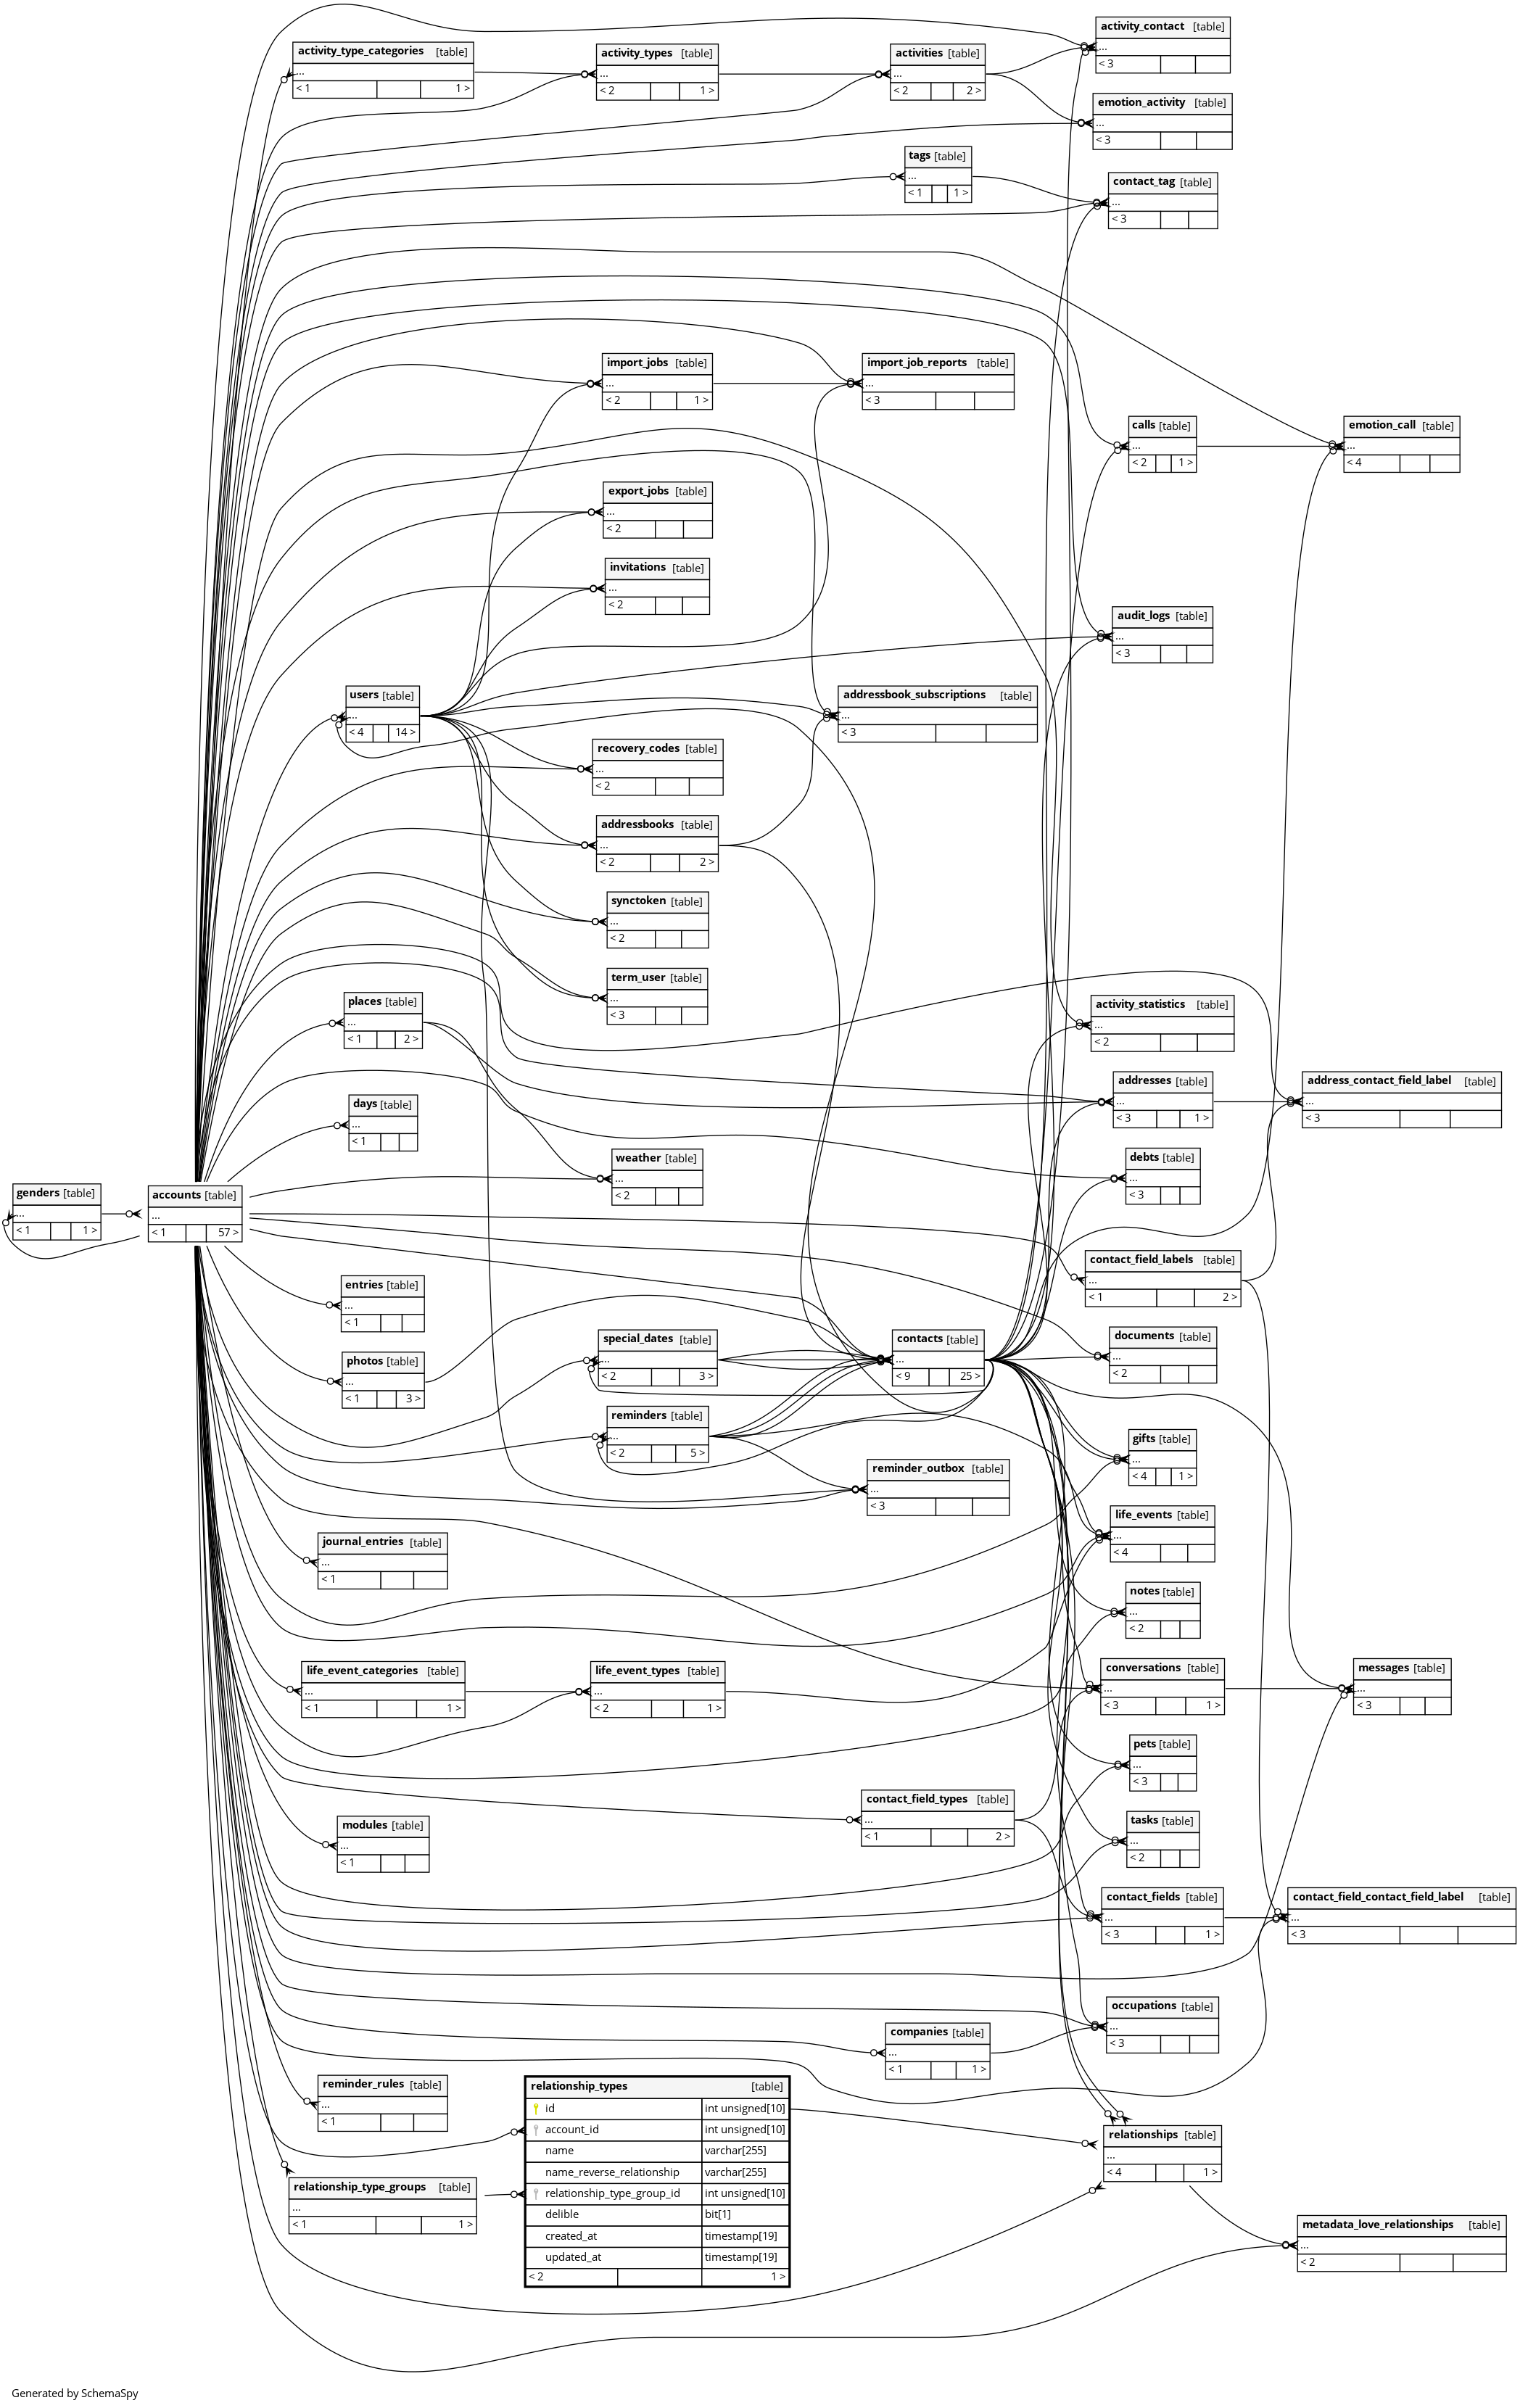 activity_contact [table]
...
< 3
activity_type_categories [table]
...
< 1 1 >
activity_types [table]
...
< 2 1 >
activities [table]
...
< 2 2 >
emotion_activity [table]
...
< 3
tags [table]
...
< 1 1 >
contact_tag [table]
...
< 3
import_jobs [table]
...
< 2 1 >
import_job_reports [table]
...
< 3
calls [table]
...
< 2 1 >
emotion_call [table]
...
< 4
export_jobs [table]
...
< 2
invitations [table]
...
< 2
audit_logs [table]
...
< 3
users [table]
...
< 4 14 >
addressbook_subscriptions [table]
...
< 3
recovery_codes [table]
...
< 2
addressbooks [table]
...
< 2 2 >
synctoken [table]
...
< 2
term_user [table]
...
< 3
places [table]
...
< 1 2 >
activity_statistics [table]
...
< 2
addresses [table]
...
< 3 1 >
address_contact_field_label [table]
...
< 3
days [table]
...
< 1
weather [table]
...
< 2
debts [table]
...
< 3
genders [table]
...
< 1 1 >
accounts [table]
...
< 1 57 >
contact_field_labels [table]
...
< 1 2 >
entries [table]
...
< 1
special_dates [table]
...
< 2 3 >
contacts [table]
...
< 9 25 >
documents [table]
...
< 2
photos [table]
...
< 1 3 >
reminders [table]
...
< 2 5 >
gifts [table]
...
< 4 1 >
reminder_outbox [table]
...
< 3
life_events [table]
...
< 4
journal_entries [table]
...
< 1
notes [table]
...
< 2
life_event_categories [table]
...
< 1 1 >
life_event_types [table]
...
< 2 1 >
conversations [table]
...
< 3 1 >
messages [table]
...
< 3
pets [table]
...
< 3
contact_field_types [table]
...
< 1 2 >
modules [table]
...
< 1
tasks [table]
...
< 2
contact_fields [table]
...
< 3 1 >
contact_field_contact_field_label [table]
...
< 3
occupations [table]
...
< 3
companies [table]
...
< 1 1 >
reminder_rules [table]
...
< 1
relationship_types [table]
id int unsigned[10]
account_id int unsigned[10]
name varchar[255]
name_reverse_relationship varchar[255]
relationship_type_group_id int unsigned[10]
delible bit[1]
created_at timestamp[19]
updated_at timestamp[19]
< 2 1 >
relationships [table]
...
< 4 1 >
relationship_type_groups [table]
...
< 1 1 >
metadata_love_relationships [table]
...
< 2
Generated by SchemaSpy